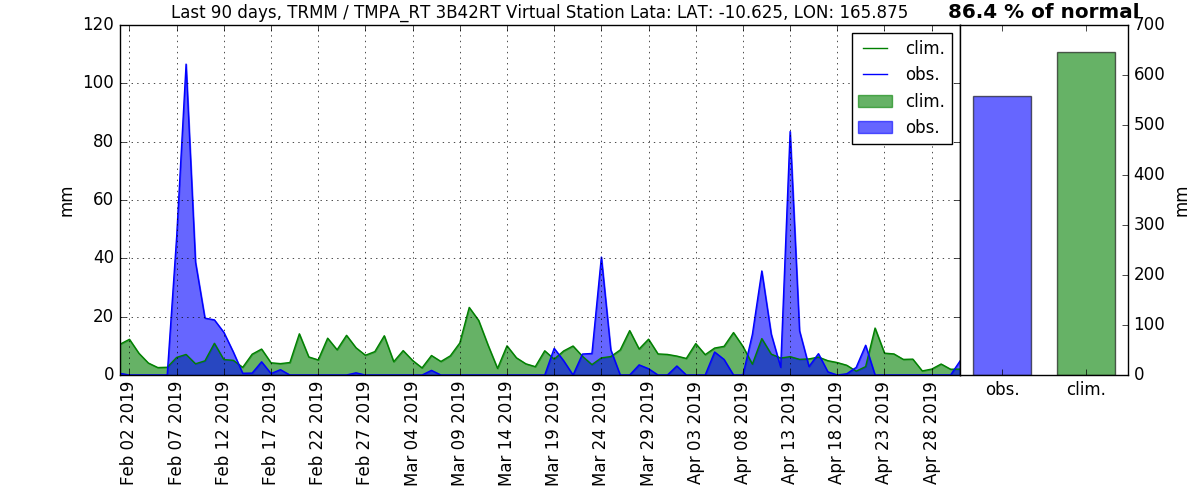 Last 90 days, TRMM / TMPA_RT 3B42RT Virtual Station Lata: LAT: -10.625, LON: 165.875
86.4 % of normal
120
100
80
60
40
20
0
mm
clim.
obs.
clim.
obs.
700
600
500
400
300
200
100
0
mm
obs.
clim.
Feb 02 2019
Feb 07 2019
Feb 12 2019
Feb 17 2019
Feb 22 2019
Feb 27 2019
Mar 04 2019
Mar 09 2019
Mar 14 2019
Mar 19 2019
Mar 24 2019
Mar 29 2019
Apr 03 2019
Apr 08 2019
Apr 13 2019
Apr 18 2019
Apr 23 2019
Apr 28 2019